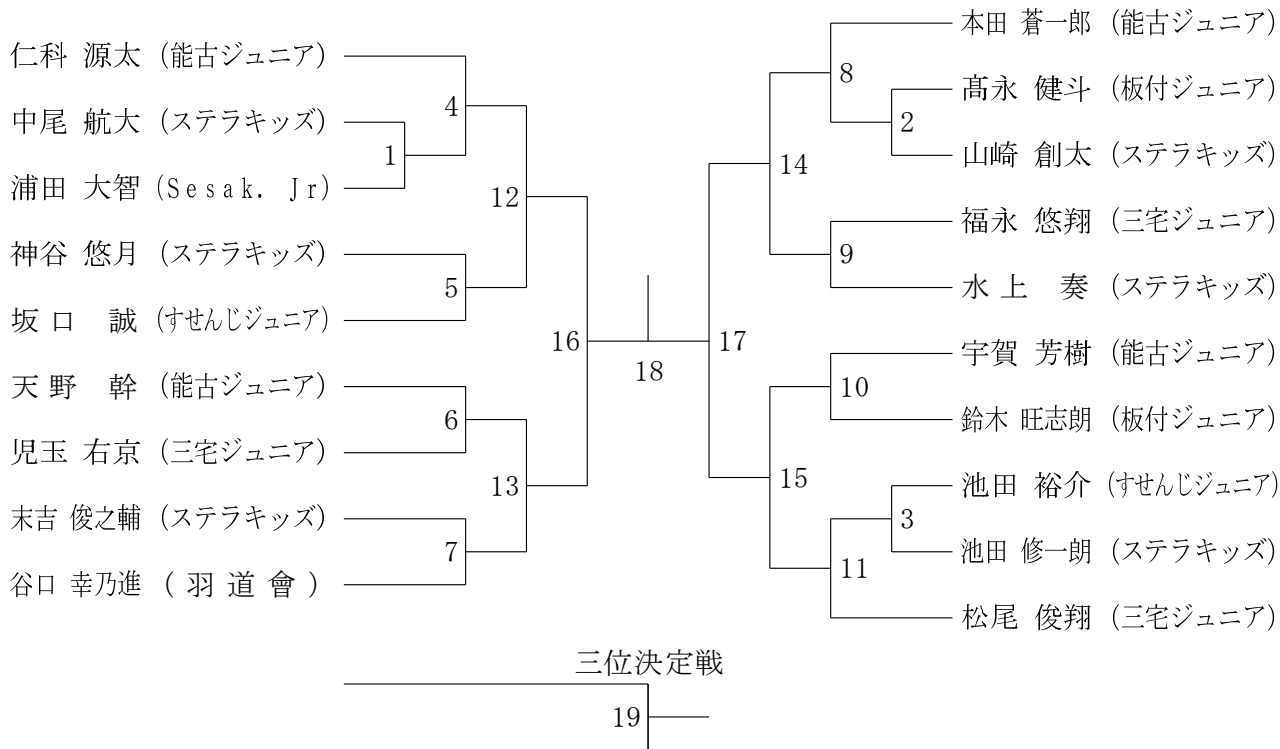 仁科 源太 (能古ジュニア)
中尾 航大 (ステラキッズ)
浦田 大智 (Sesak. Jr)
神谷 悠月 (ステラキッズ)
坂口 誠 (すせんじジュニア)
天野 幹 (能古ジュニア)
児玉 右京 (三宅ジュニア)
末吉 俊之輔 (ステラキッズ)
谷口 幸乃進 (羽道會)
4
1
12
5
16
6
13
7
18
本田 蒼一郎 (能古ジュニア)
髙永 健斗 (板付ジュニア)
山崎 創太 (ステラキッズ)
福永 悠翔 (三宅ジュニア)
水上 奏 (ステラキッズ)
宇賀 芳樹 (能古ジュニア)
鈴木 旺志朗 (板付ジュニア)
池田 裕介 (すせんじジュニア)
池田 修一朗 (ステラキッズ)
松尾 俊翔 (三宅ジュニア)
8
2
14
9
17
10
15
3
11
三位決定戦
19